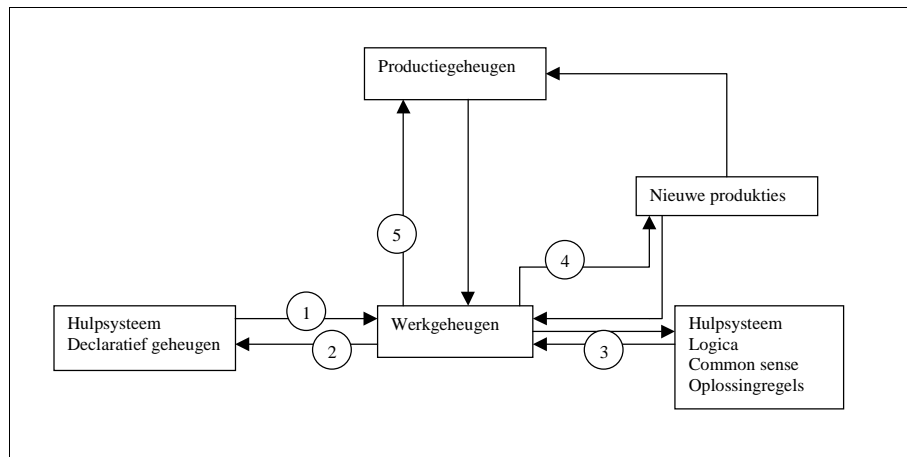 Productiegeheugen
Nieuwe produkties
5
4
1
Hulpsysteem
Declaratief geheugen
2
Werkgeheugen
3
Hulpsysteem
Logica
Common sense
Oplossingregels